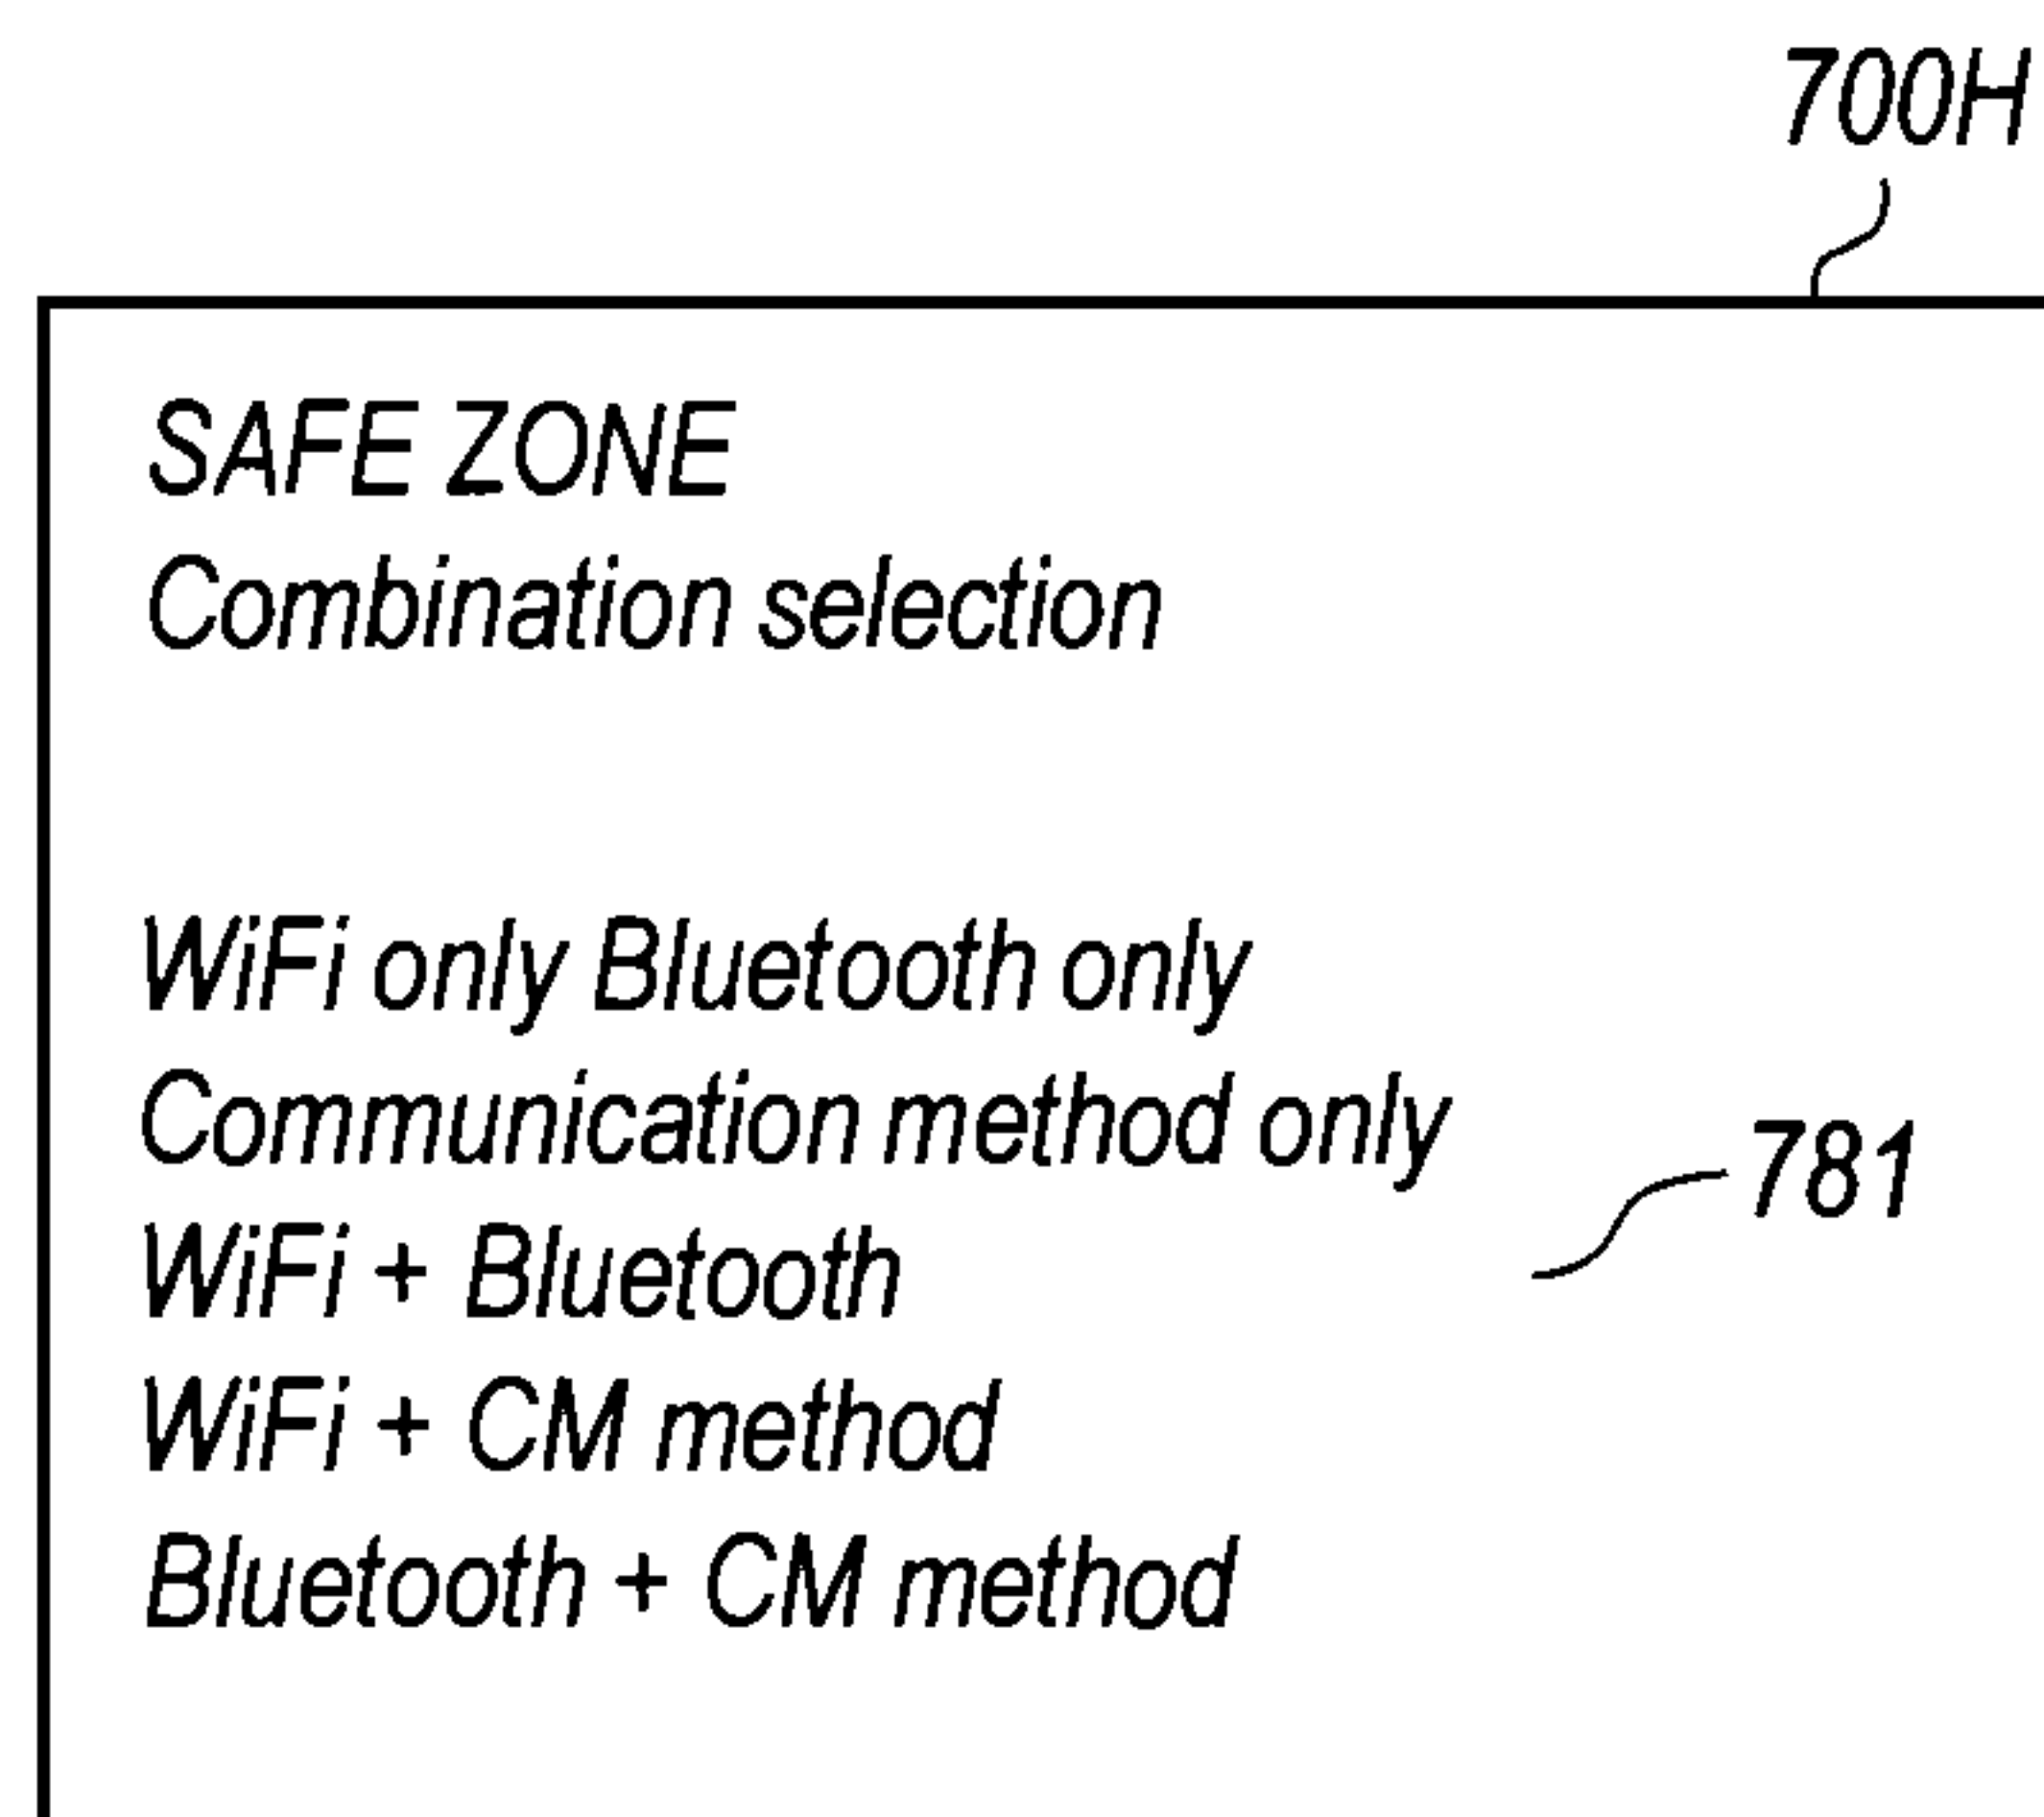 700H
SAFE ZONE
Combination selection
WiFi only Bluetooth only
Communication method only
781
WiFi + Bluetooth
WiFi + CM method
Bluetooth + CM method